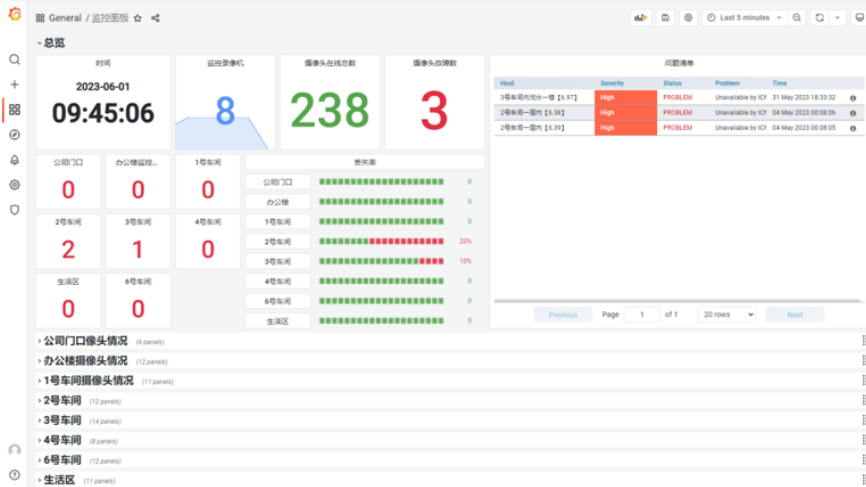 General / 监控面板
Last 5 minutes
总览
时间
2023-06-01
09:45:06
监控录像机
8
摄像头在线总数
238
摄像头故障数
3
问题清单
Host Severity Status Problem Time
3号车间内污水一楼【6.97】 High PROBLEM Unavailable by ICM 31 May 2023 18:33:32
2号车间一层内【6.38】 High PROBLEM Unavailable by ICM 04 May 2023 00:08:06
2号车间一层内【6.39】 High PROBLEM Unavailable by ICM 04 May 2023 00:08:05
公司门口
0
办公楼监控...
0
1号车间
0
2号车间
2
3号车间
1
4号车间
0
生活区
0
6号车间
0
丢失率
公司门口 0
办公楼 0
1号车间 0
2号车间 20%
3号车间 10%
4号车间 0
6号车间 0
生活区 0
Previous Page 1 of 1 20 rows Next
公司门口像头情况 (6 panels)
办公楼摄像头情况 (12 panels)
1号车间摄像头情况 (11 panels)
2号车间 (12 panels)
3号车间 (14 panels)
4号车间 (8 panels)
6号车间 (12 panels)
生活区 (11 panels)